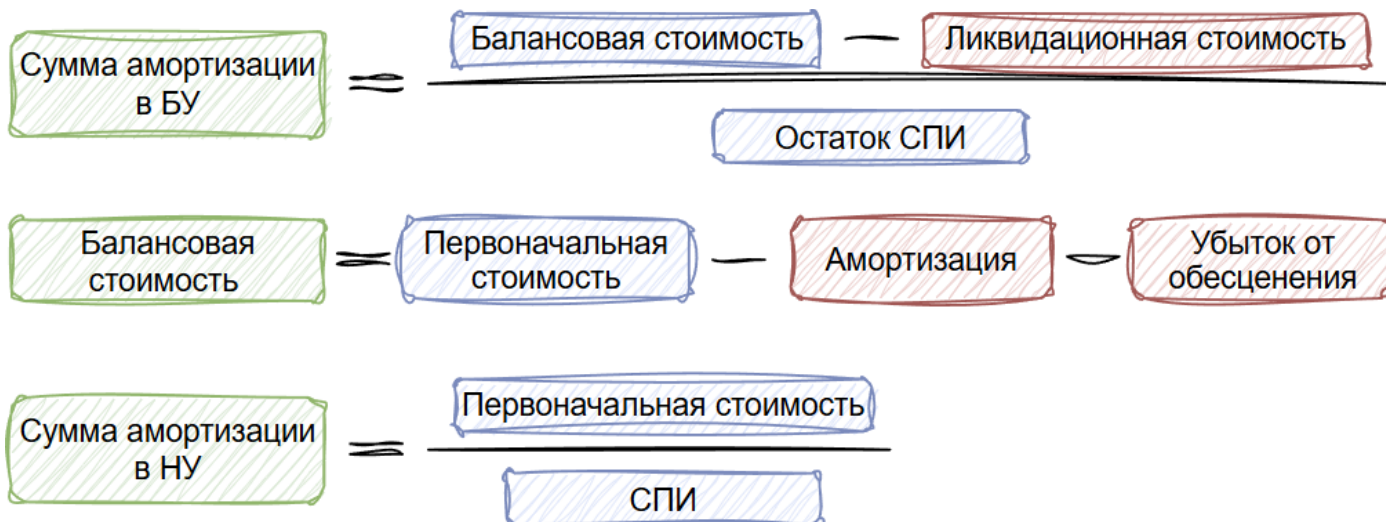 Балансовая стоимость — Ликвидационная стоимость
Сумма амортизации
в БУ
=
Остаток СПИ
Балансовая
стоимость
=
Первоначальная
стоимость
—
Амортизация
—
Убыток от
обесценения
Первоначальная стоимость
Сумма амортизации
в НУ
=
СПИ